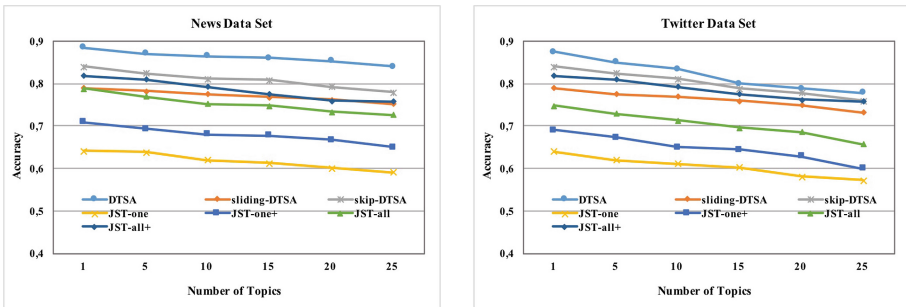 News Data Set
0,9
0,8
0,7
0,6
0,5
0,4
Accuracy
DTSA sliding-DTSA skip-DTSA
JST-one JST-one+ JST-all
JST-all+
1 5 10 15 20 25
Number of Topics
Twitter Data Set
0,9
0,8
0,7
0,6
0,5
0,4
Accuracy
DTSA sliding-DTSA skip-DTSA
JST-one JST-one+ JST-all
JST-all+
1 5 10 15 20 25
Number of Topics